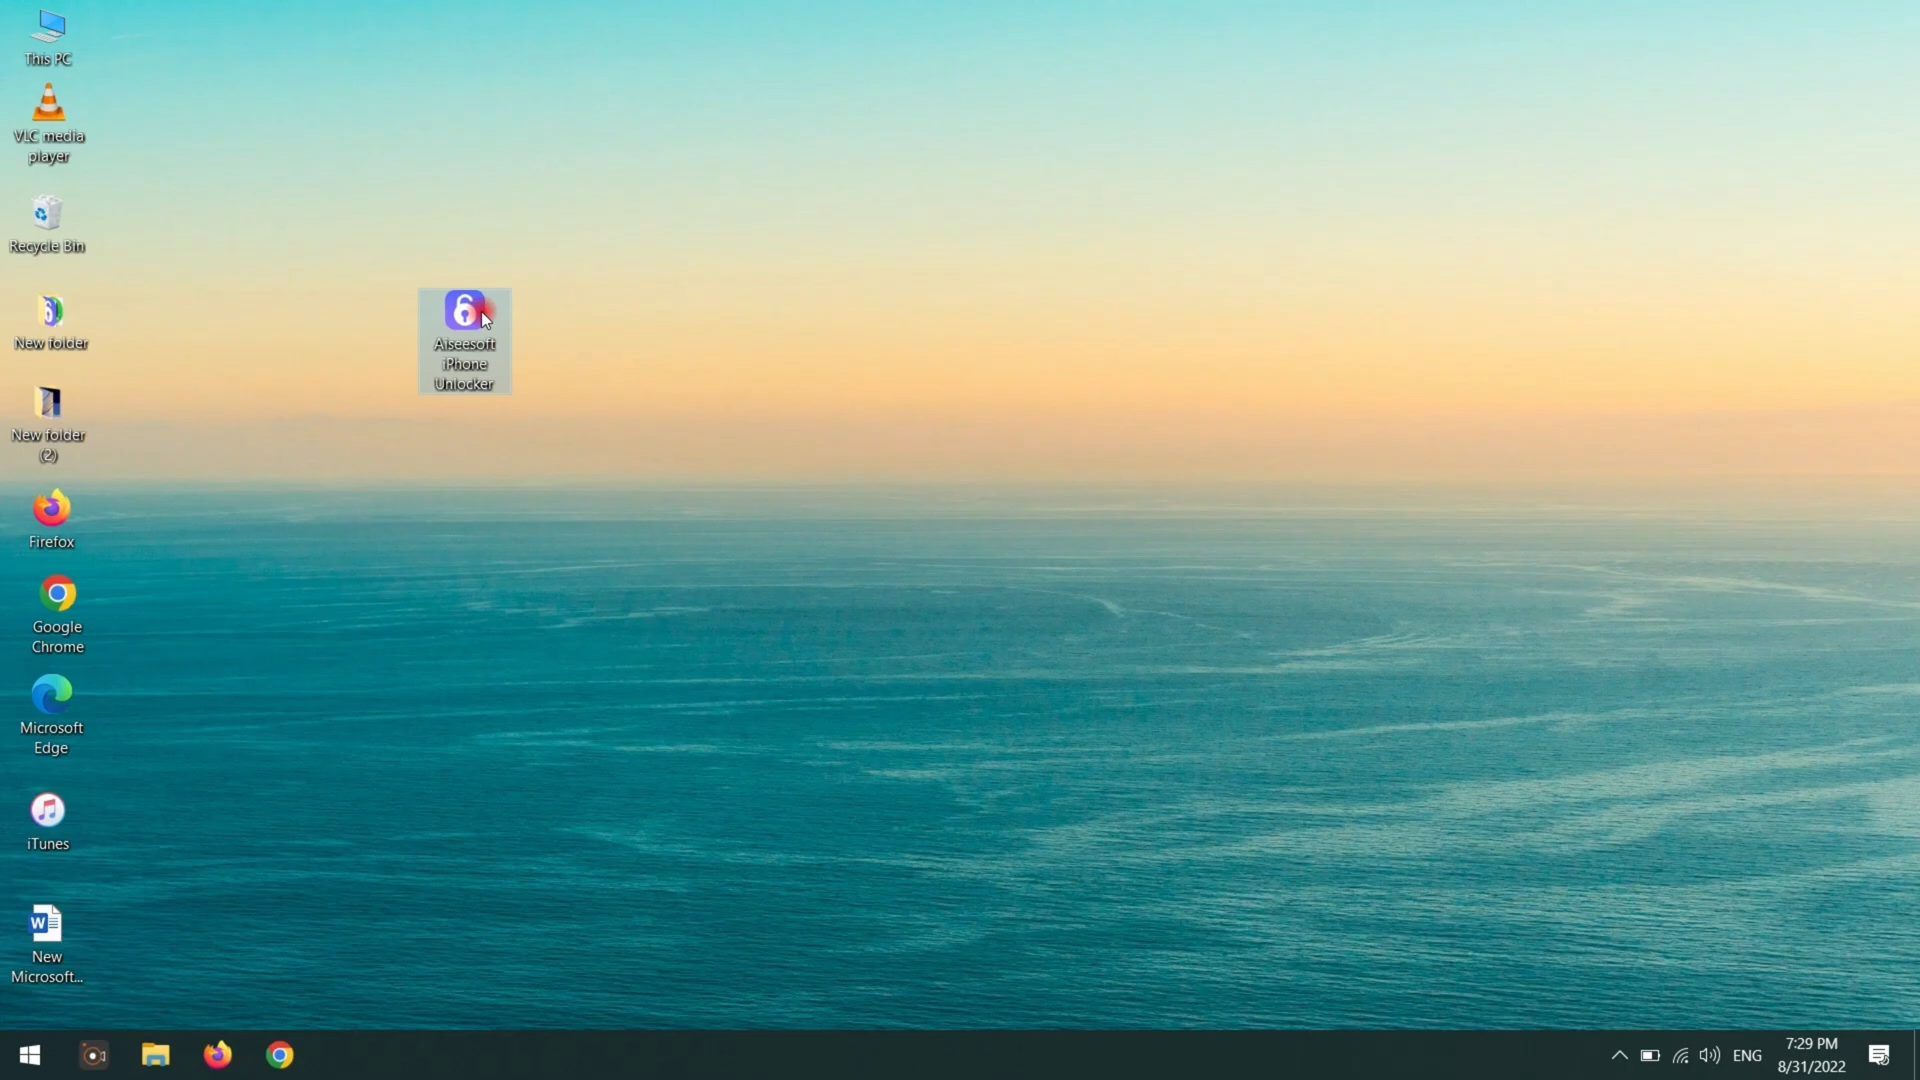 This PC
VLC media
player
Recycle Bin
New folder
New folder
(2)
Firefox
Google
Chrome
Microsoft
Edge
iTunes
W
New
Microsoft...
Aiseesoft
iPhone
Unlocker
ENG
7:29 PM
8/31/2022